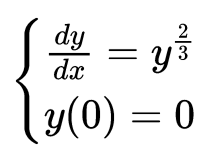 dy/dx = y^{2/3}
y(0) = 0